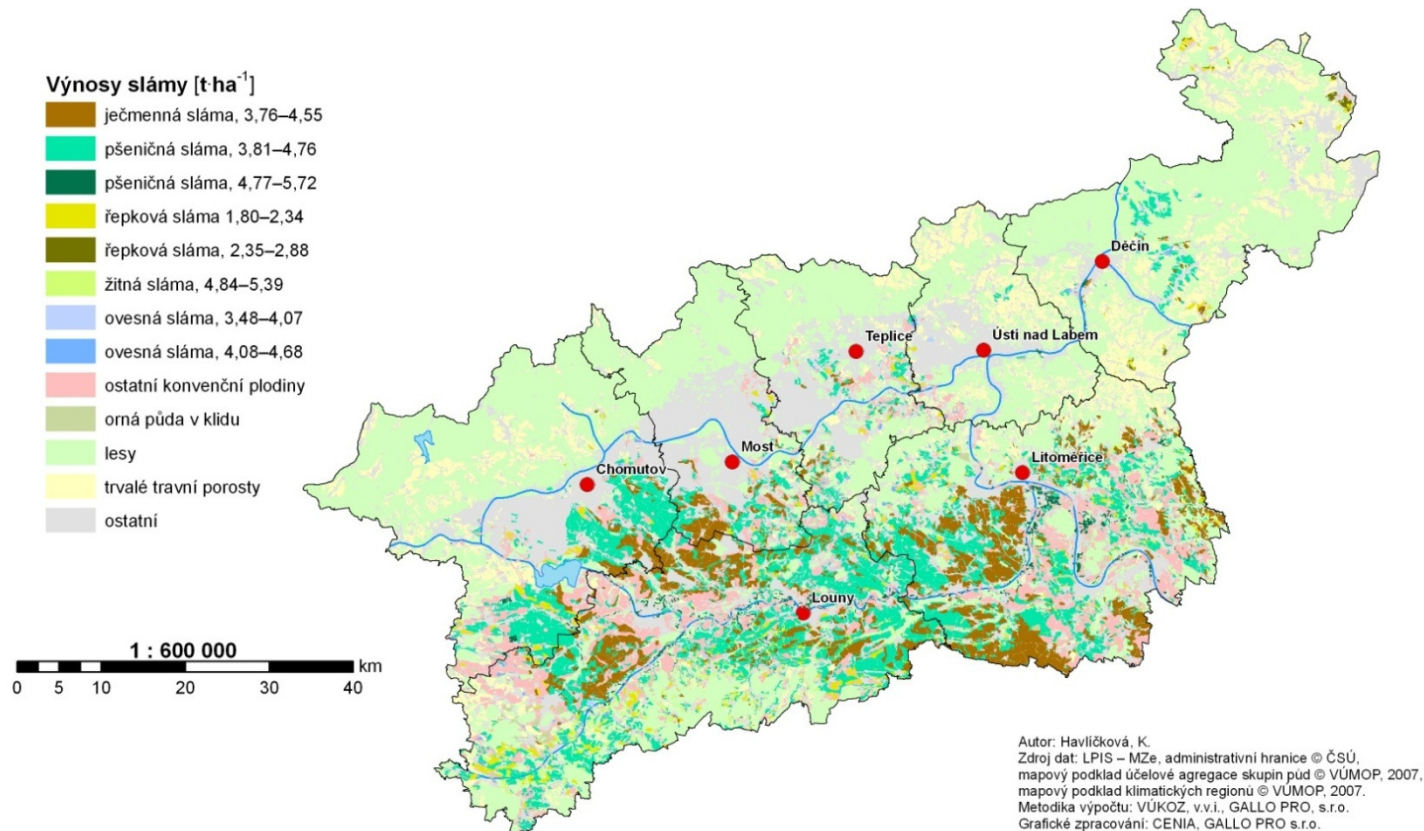 Výnosy slámy [t·ha⁻¹]
ječmenná sláma, 3,76–4,55
pšeničná sláma, 3,81–4,76
pšeničná sláma, 4,77–5,72
řepková sláma 1,80–2,34
řepková sláma, 2,35–2,88
žitná sláma, 4,84–5,39
ovesná sláma, 3,48–4,07
ovesná sláma, 4,08–4,68
ostatní konvenční plodiny
orná půda v klidu
lesy
trvalé travní porosty
ostatní
Děčín
Teplice
Ústi nad Labem
Most
Litoměřice
Chomutov
Louny
1 : 600 000
km
0 5 10 20 30 40
Autor: Havlíčková, K.
Zdroj dat: LPIS – MZe, administrativní hranice © ČSÚ,
mapový podklad účelové agregace skupin půd © VÚMOP, 2007,
mapový podklad klimatických regionů © VÚMOP, 2007.
Metodika výpočtu: VÚKOZ, v.v.i., GALLO PRO, s.r.o.
Grafické zpracování: CENIA, GALLO PRO s.r.o.